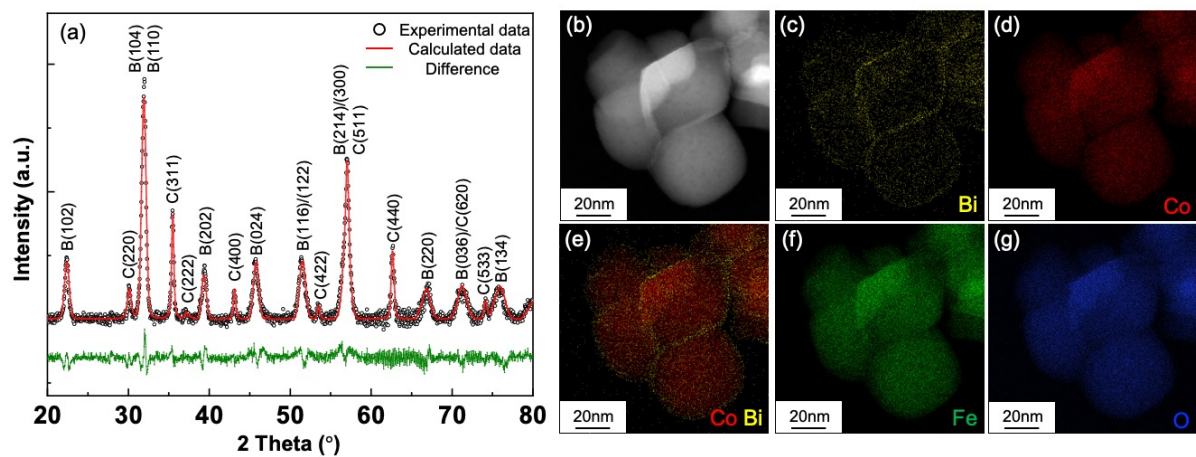 (a)
Experimental data
Calculated data
Difference
B(104)
B(110)
B(102)
C(220)
C(311)
C(222)
B(202)
C(400)
B(024)
B(116)/(122)
C(422)
B(214)/(300)
C(511)
C(440)
B(220)
B(036)/C(620)
C(533)
B(134)
Intensity (a.u.)
20 30 40 50 60 70 80
2 Theta (°)
(b)
20nm
(c)
20nm
Bi
(d)
20nm
Co
(e)
20nm
Co Bi
(f)
20nm
Fe
(g)
20nm
O